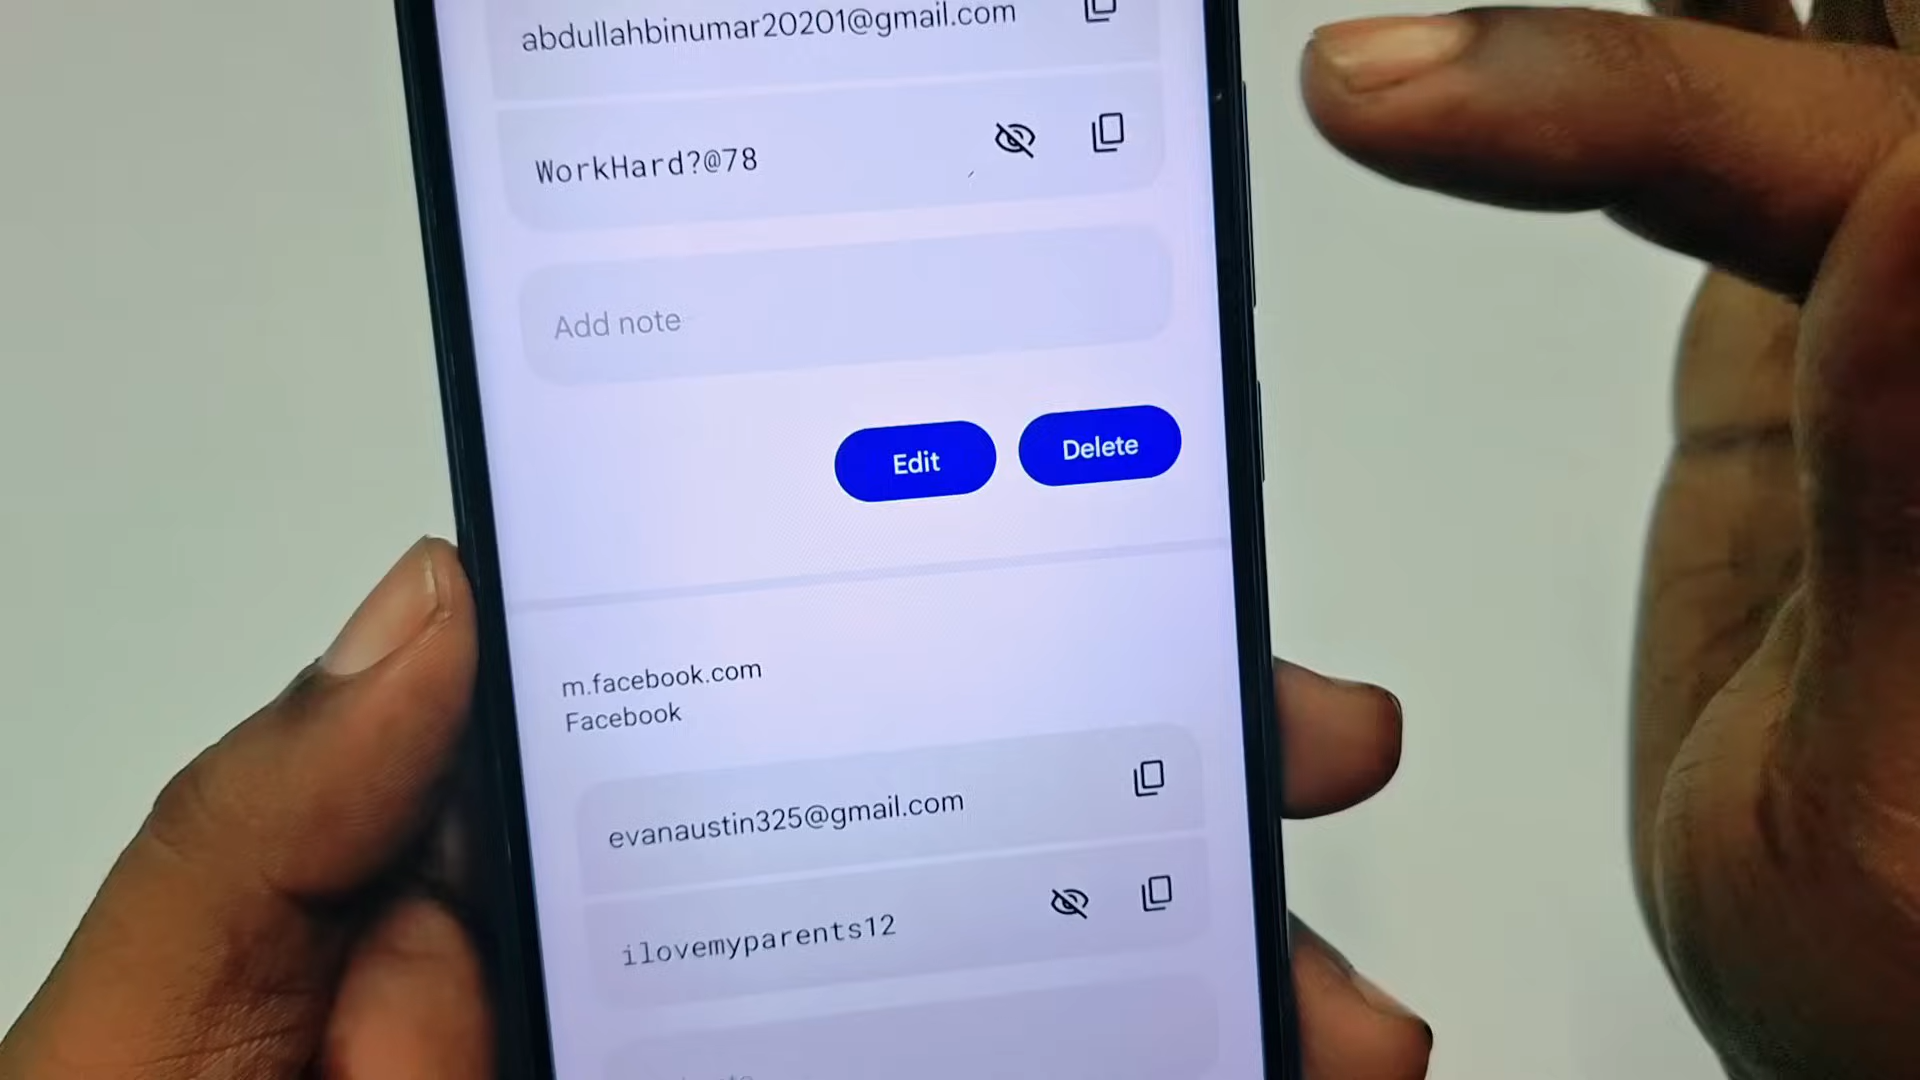 abdullahbinumar20201@gmail.com
WorkHard?@78
Add note
Edit
Delete
m.facebook.com
Facebook
evanaustin325@gmail.com
ilovemyparents12